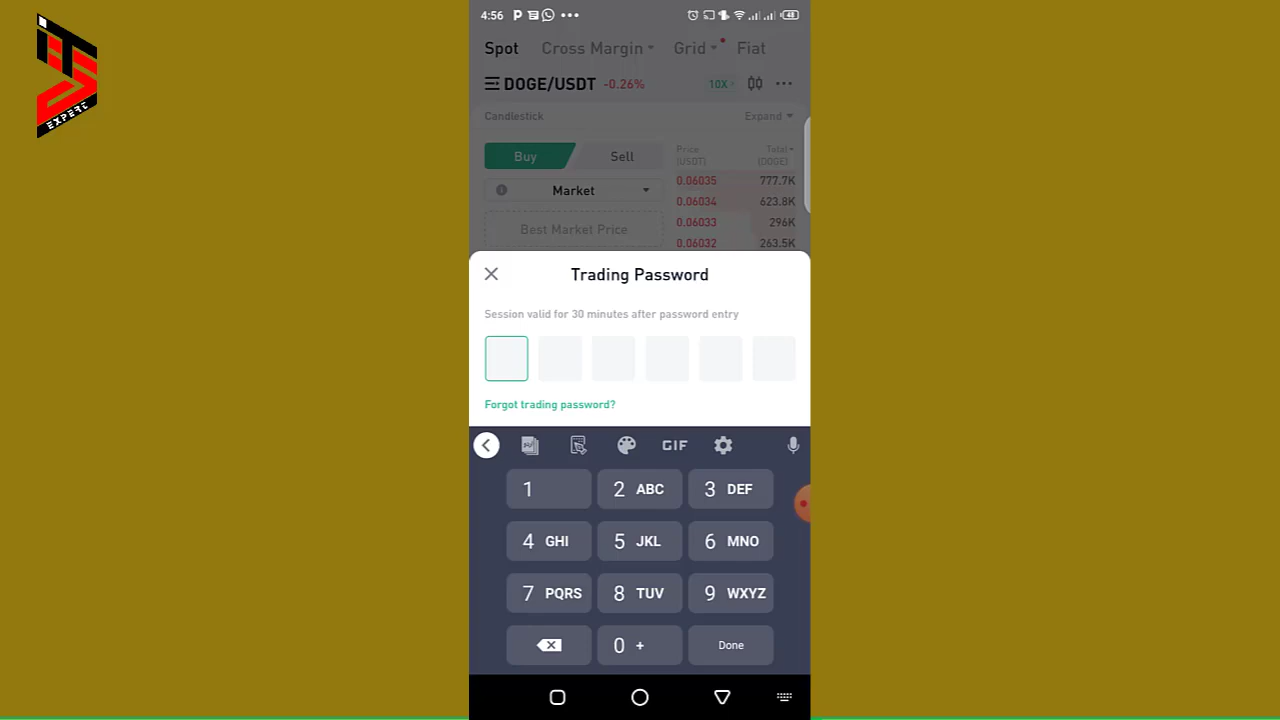 ITS
EXPERT
4:56 P
48
Spot Cross Margin Grid Fiat
DOGE/USDT -0.26% 10X
Candlestick Expand
Buy Sell
Price (USDT) Total (DOGE)
Market
0.06035 777.7K
0.06034 623.8K
Best Market Price
0.06033 296K
0.06032 263.5K
Trading Password
Session valid for 30 minutes after password entry
Forgot trading password?
GIF
1 2 ABC 3 DEF
4 GHI 5 JKL 6 MNO
7 PQRS 8 TUV 9 WXYZ
0 + Done